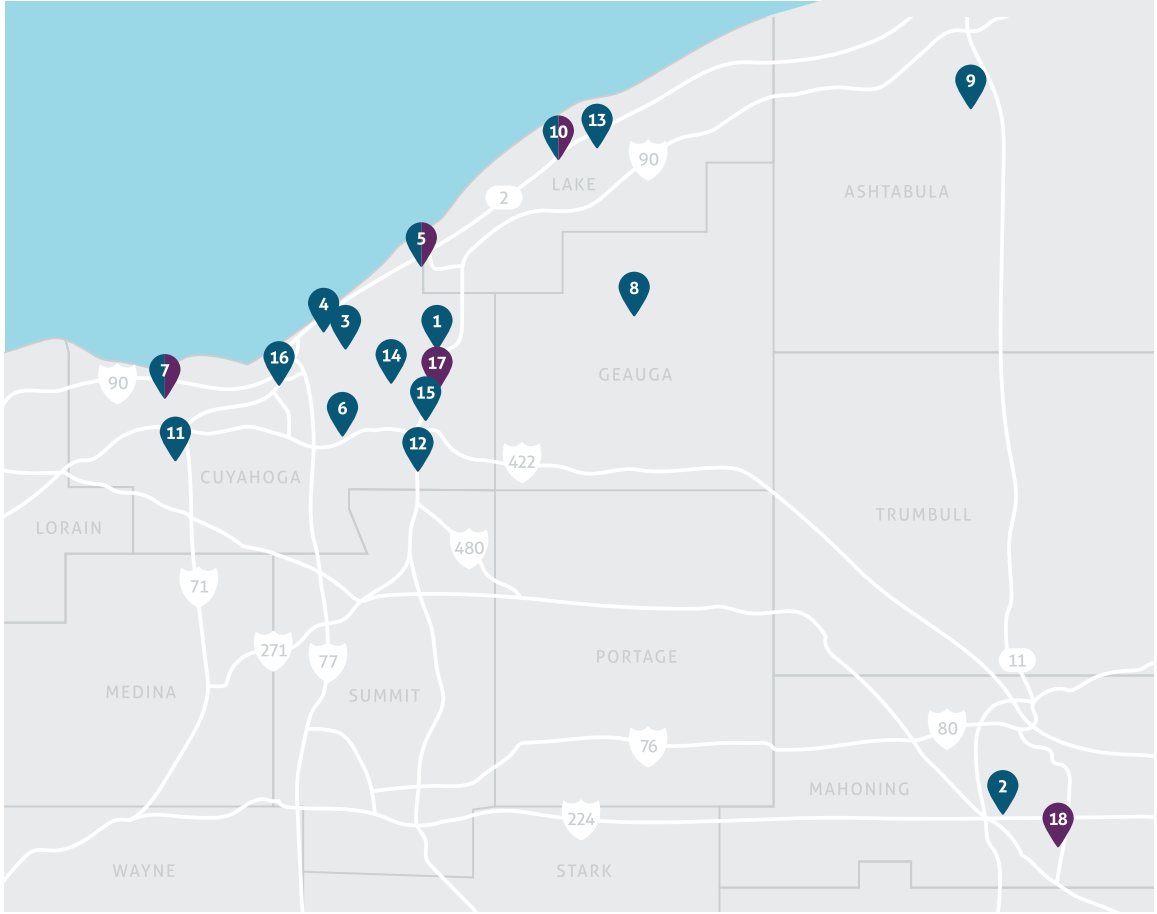 9
13
10
90
LAKE
ASHTABULA
2
5
8
4
3
1
16
14
17
7
GEAUGA
90
15
6
11
12
422
CUYAHOGA
TRUMBULL
LORAIN
480
71
271
77
PORTAGE
11
MEDINA
SUMMIT
80
76
2
MAHONING
224
18
WAYNE
STARK